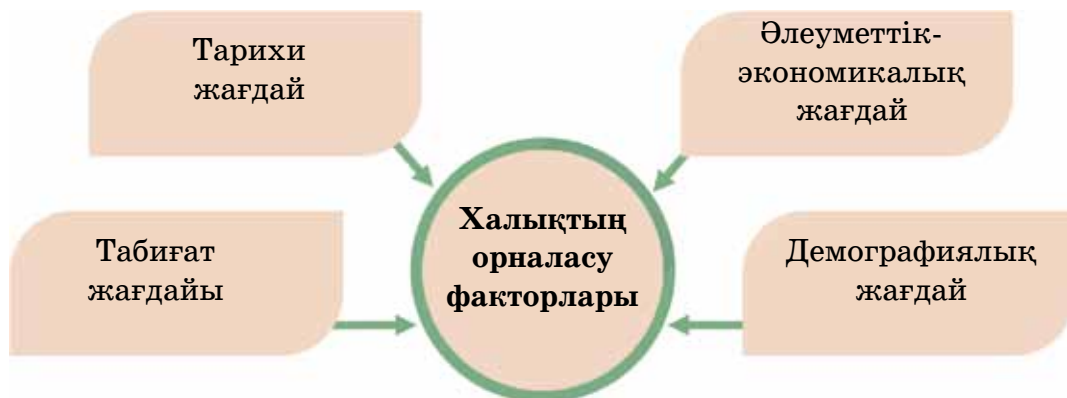 Тарихи
жағдай
Әлеуметтік-
экономикалық
жағдай
Халықтың
орналасу
факторлары
Табиғат
жағдайы
Демографиялық
жағдай